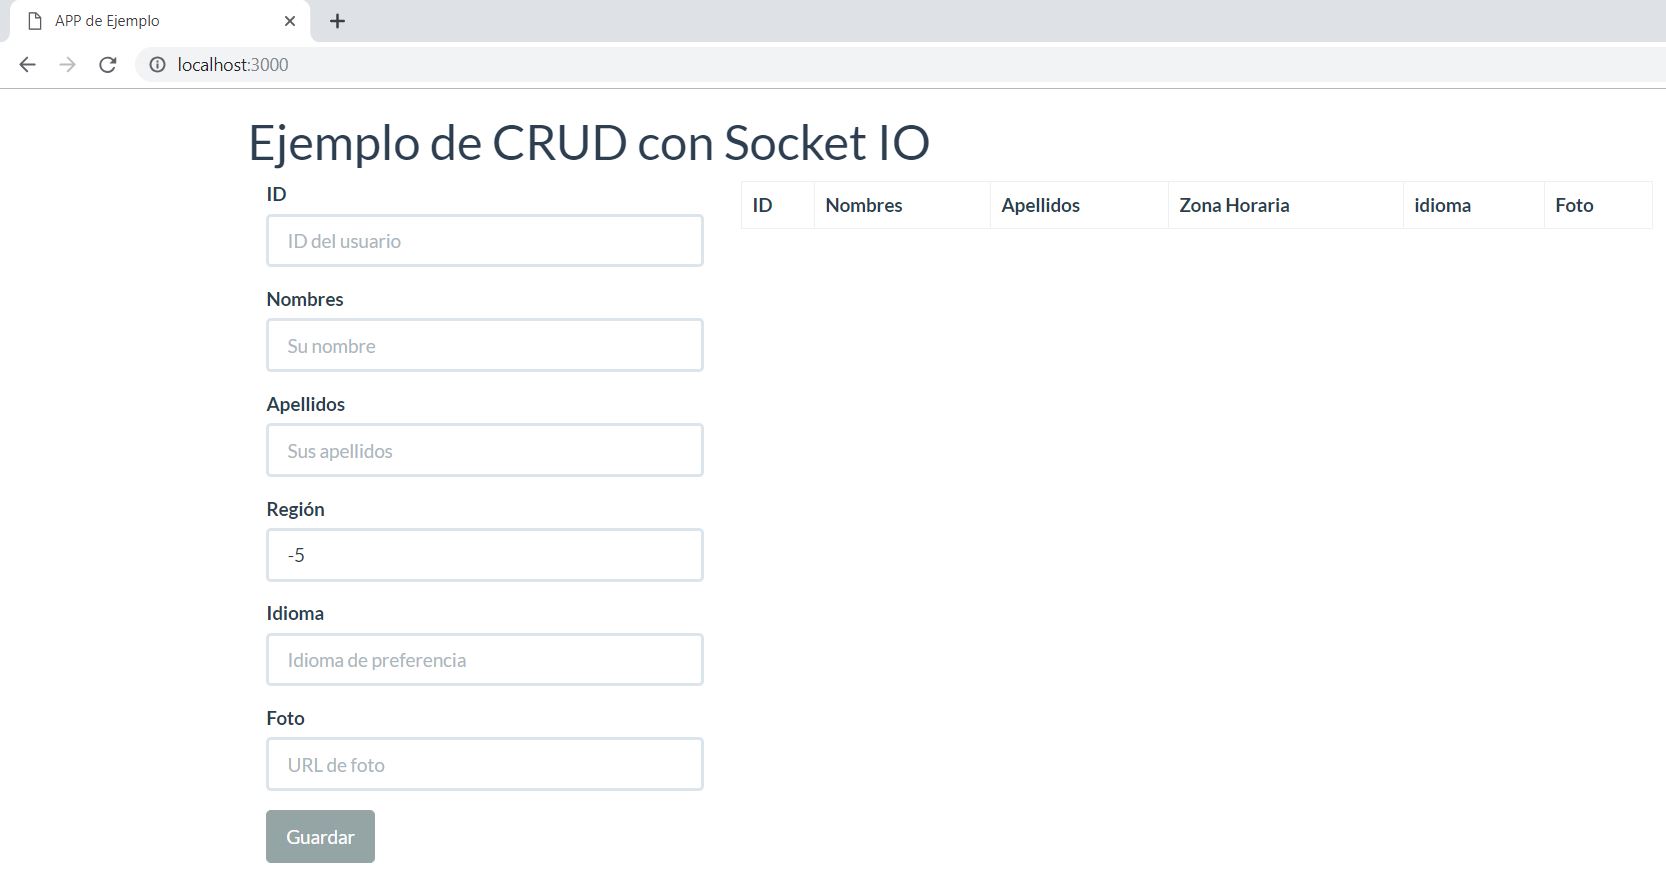 APP de Ejemplo
localhost:3000
Ejemplo de CRUD con Socket IO
ID
ID del usuario
Nombres
Su nombre
Apellidos
Sus apellidos
Región
-5
Idioma
Idioma de preferencia
Foto
URL de foto
Guardar
ID Nombres Apellidos Zona Horaria idioma Foto